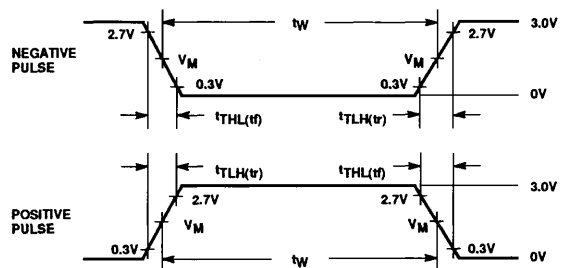 tW
3.0V
2.7V
2.7V
NEGATIVE
PULSE
VM
VM
0.3V
0.3V
0V
tTHL(tf)
tTLH(tr)
tTLH(tr)
tTHL(tf)
3.0V
2.7V
2.7V
POSITIVE
PULSE
VM
VM
0.3V
0.3V
tW
0V